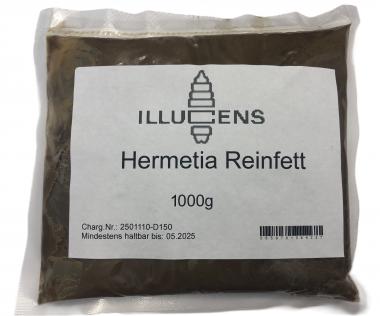 ILLUCENS
Hermetia Reinfett
1000g
Charg.Nr.: 2501110-D150
Mindestens haltbar bis: 05.2025